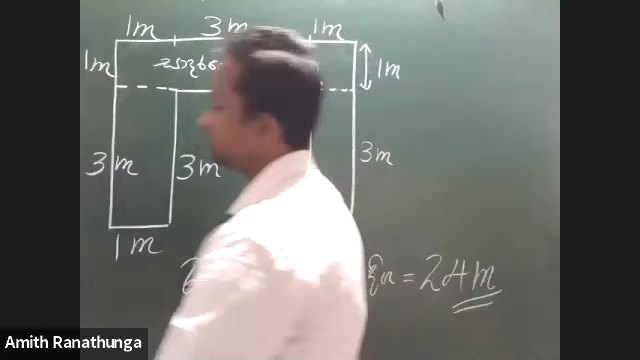 1m 3m 1m
1m 1m
3m 3m 3m
1m
= 24m
Amith Ranathunga